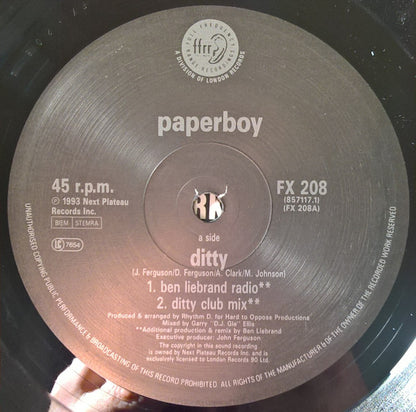 FULL FREQUENCY
ffrr
RANGE RECORDINGS
A DIVISION OF LONDON RECORDS
paperboy
45 r.p.m.
℗ 1993 Next Plateau
Records Inc.
BIEM STEMRA
LC 7654
FX 208
(857117.1)
(FX 208A)
a side
ditty
(J. Ferguson/D. Ferguson/A. Clark/M. Johnson)
1. ben liebrand radio**
2. ditty club mix**
Produced & arranged by Rhythm D. for Hard to Oppose Productions
Mixed by Garry "D.J. Gle" Ellis
**Additional production & remix by Ben Liebrand
Executive producer: John Ferguson
The copyright in this sound recording
is owned by Next Plateau Records Inc. and is
exclusively licensed to London Records 90 Ltd.
UNAUTHORISED COPYING PUBLIC PERFORMANCE & BROADCASTING OF THIS RECORD PROHIBITED. ALL RIGHTS OF THE MANUFACTURER & OF THE OWNER OF THE RECORDED WORK RESERVED.